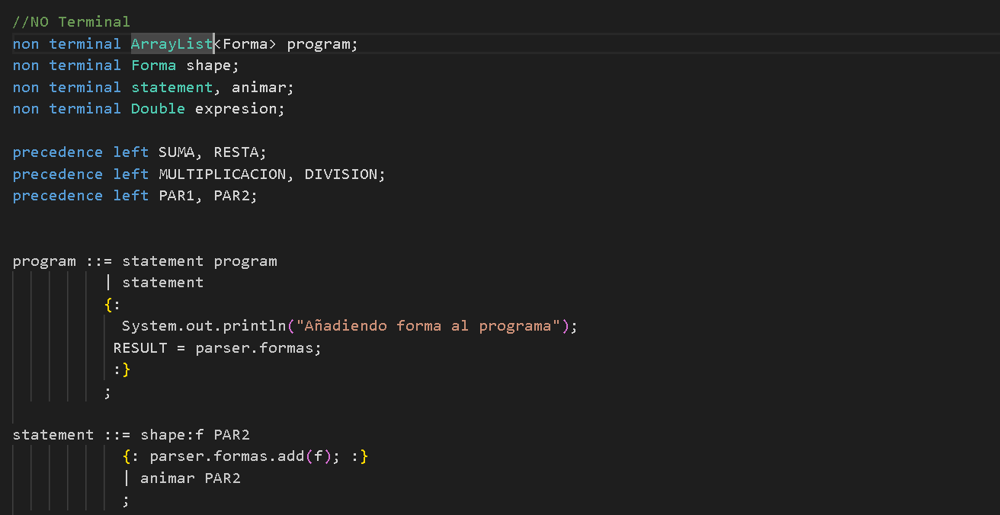 //NO Terminal
non terminal ArrayList<Forma> program;
non terminal Forma shape;
non terminal statement, animar;
non terminal Double expresion;
precedence left SUMA, RESTA;
precedence left MULTIPLICACION, DIVISION;
precedence left PAR1, PAR2;
program ::= statement program
| statement
{:
System.out.println("Añadiendo forma al programa");
RESULT = parser.formas;
:}
;
statement ::= shape:f PAR2
{: parser.formas.add(f); :}
| animar PAR2
;